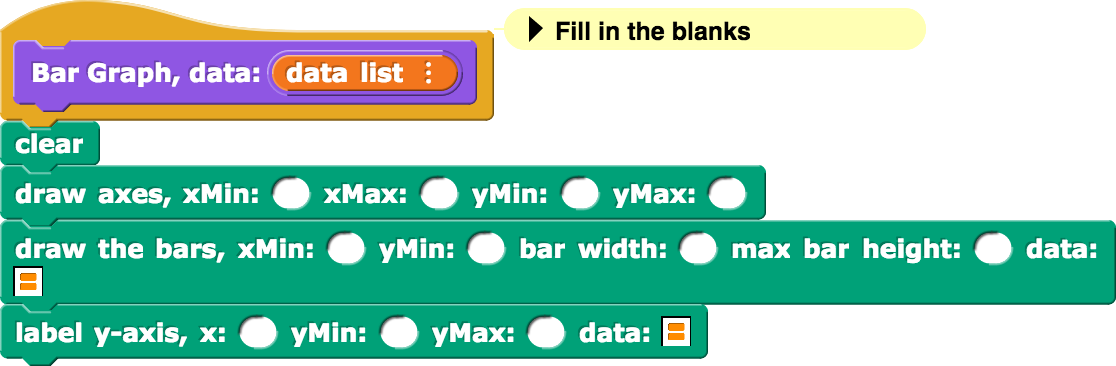 Fill in the blanks
Bar Graph, data: data list
clear
draw axes, xMin: xMax: yMin: yMax:
draw the bars, xMin: yMin: bar width: max bar height: data:
label y-axis, x: yMin: yMax: data: